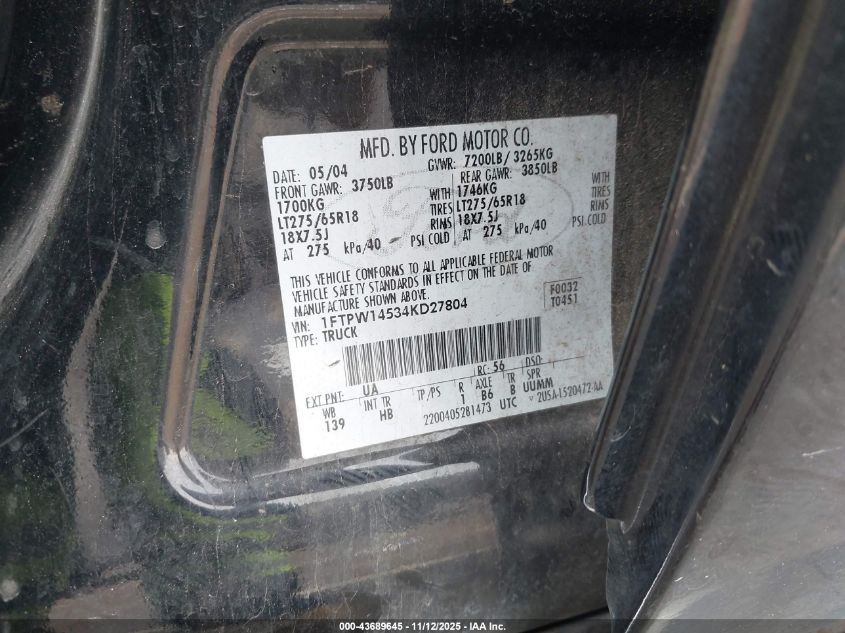 MFD. BY FORD MOTOR CO.
DATE: 05/04 GVWR: 7200LB/ 3265KG
FRONT GAWR: 3750LB REAR GAWR: 3850LB
1700KG WITH 1746KG WITH
LT275/65R18 TIRES LT275/65R18 TIRES
18X7.5J RIMS 18X7.5J RIMS
AT 275 kPa/40 PSI COLD AT 275 kPa/40 PSI COLD
THIS VEHICLE CONFORMS TO ALL APPLICABLE FEDERAL MOTOR
VEHICLE SAFETY STANDARDS IN EFFECT ON THE DATE OF
MANUFACTURE SHOWN ABOVE.
VIN: 1FTPW14534KD27804
TYPE: TRUCK
F0032
T0451
EXT PNT: UA RC: 56 DSO:
WB INT TR TP/PS R AXLE TR SPR
139 HB 1 B6 B UUMM
2200405281473 UTC ▽ 2U5A-1520472-AA
000-43689645 - 11/12/2025 - IAA Inc.